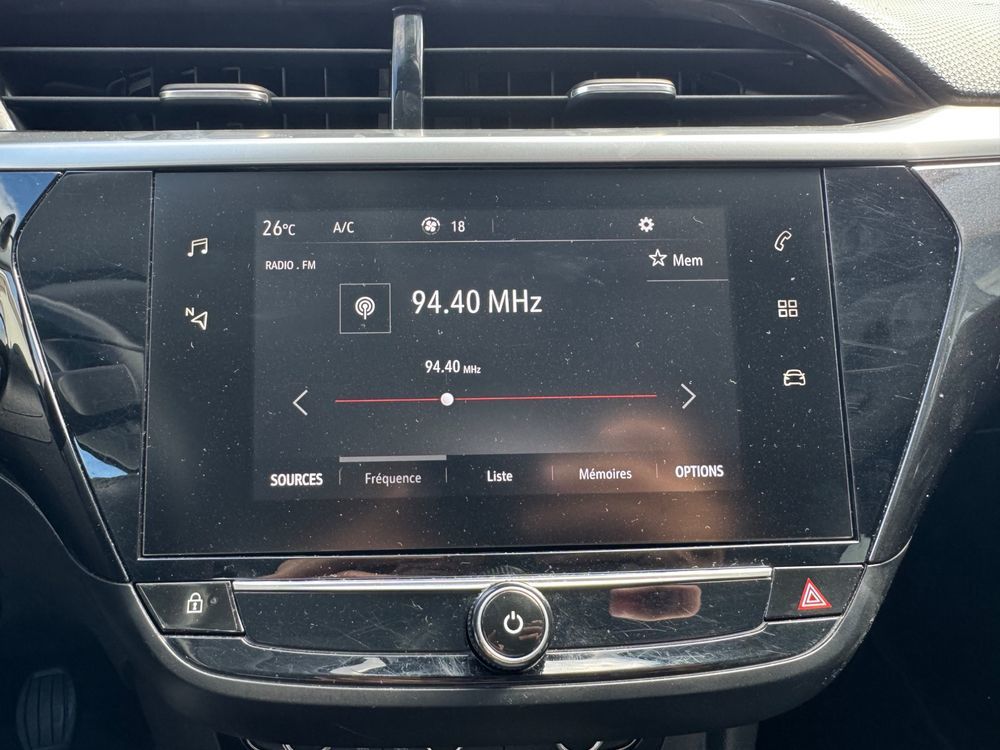 26°C A/C 18
RADIO . FM
Mem
94.40 MHz
94.40 MHz
N
SOURCES Fréquence Liste Mémoires OPTIONS